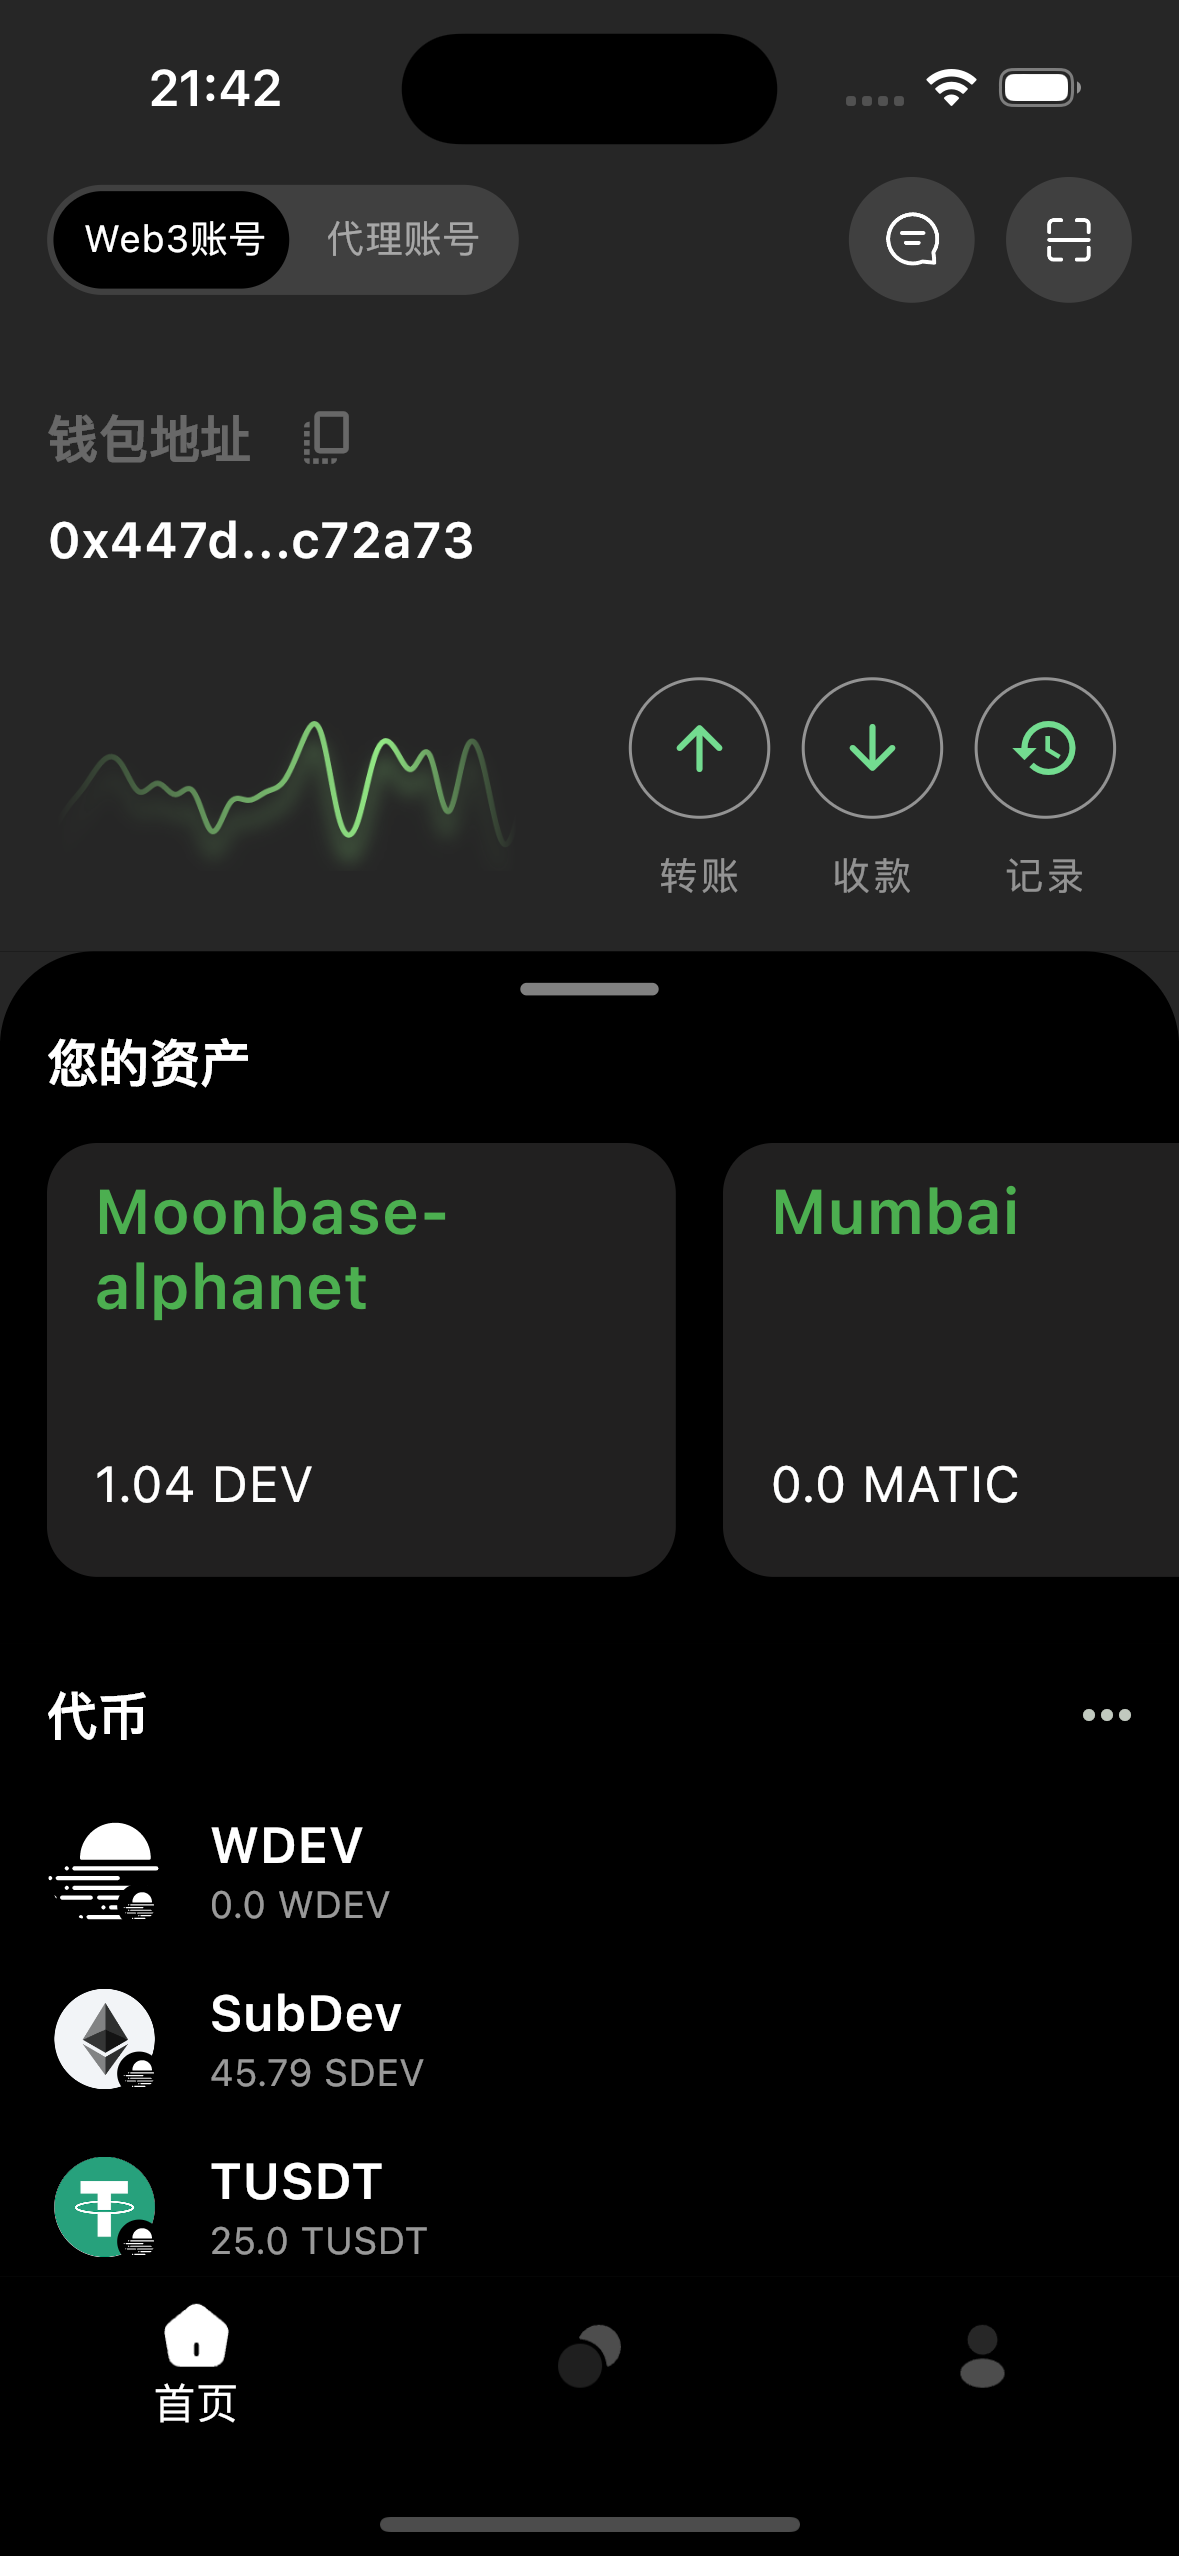 21:42
Web3账号
代理账号
钱包地址
0x447d...c72a73
转账
收款
记录
您的资产
Moonbase-
alphanet
Mumbai
1.04 DEV
0.0 MATIC
代币
WDEV
0.0 WDEV
SubDev
45.79 SDEV
TUSDT
25.0 TUSDT
首页